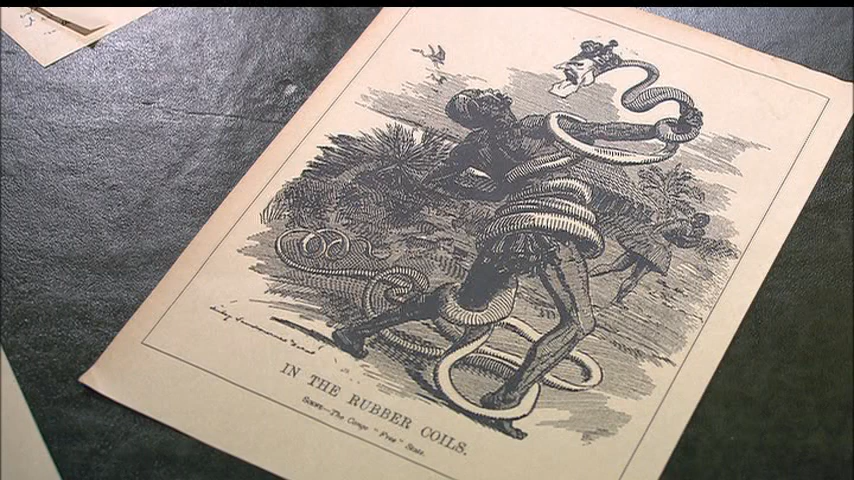 IN THE RUBBER COILS.
SCENE—The Congo "Free" State.